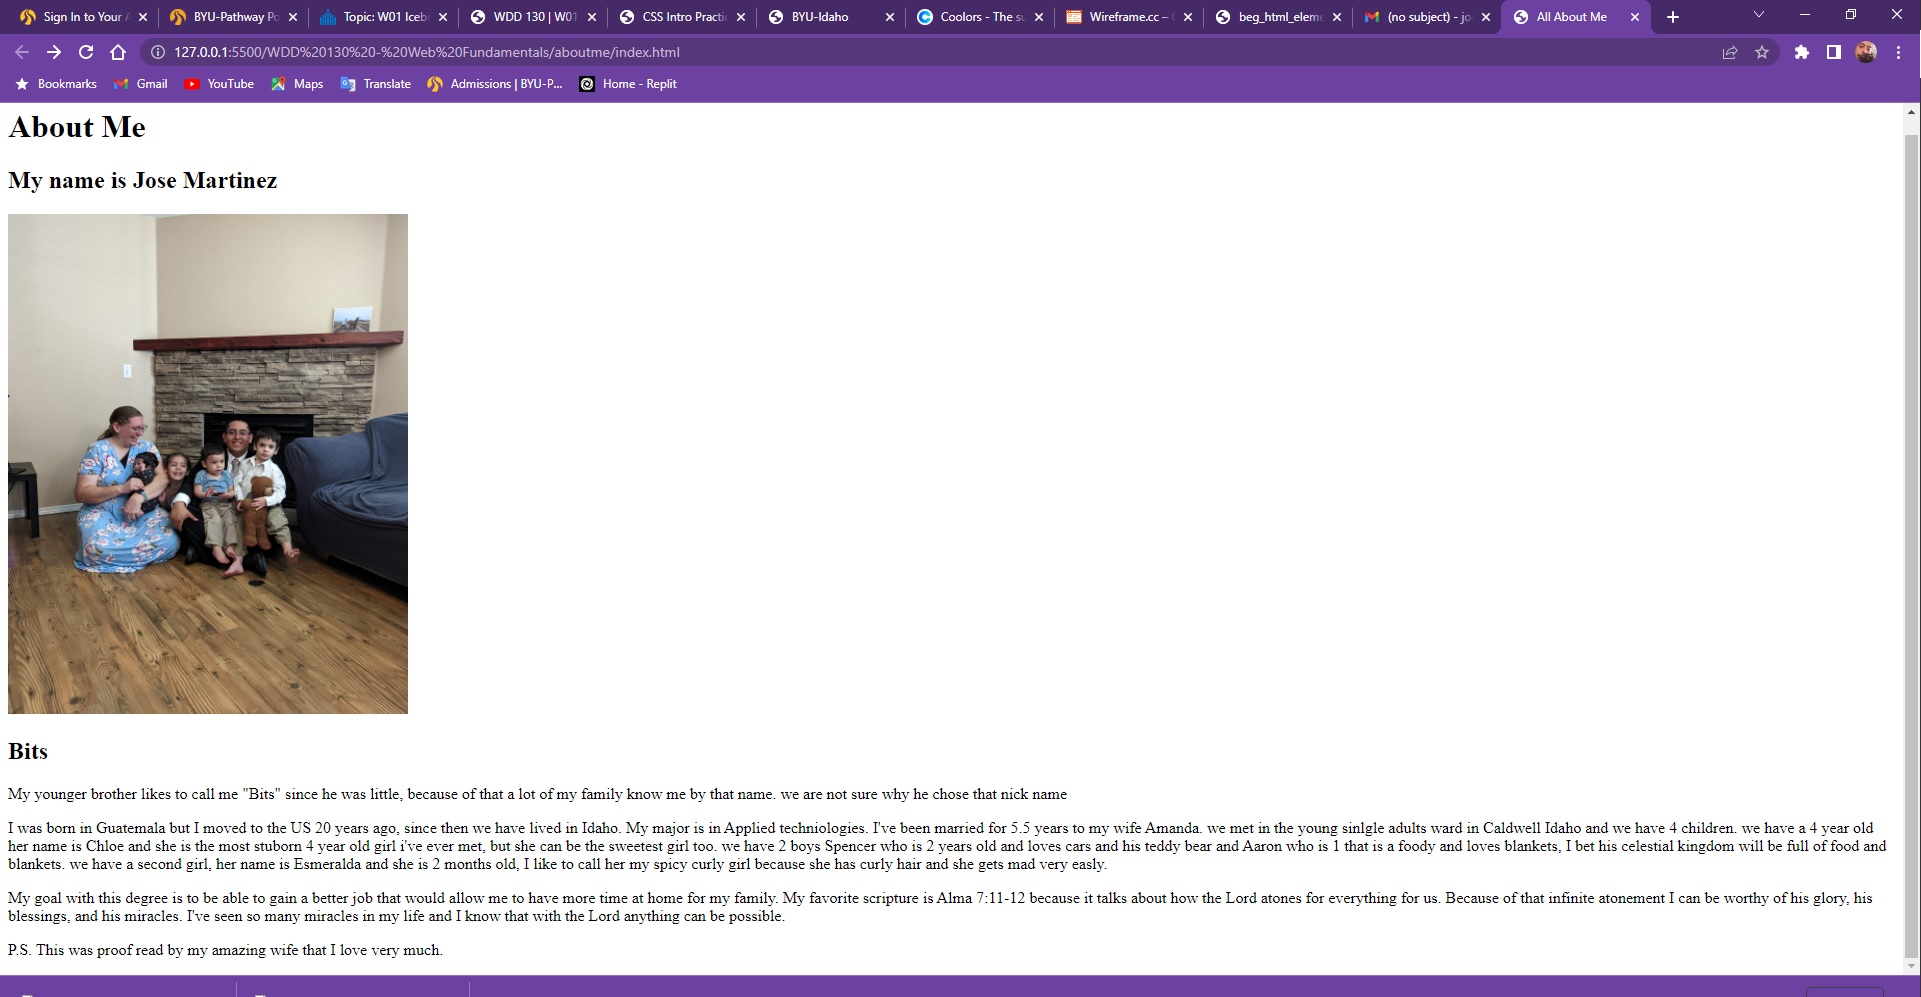 Sign In to Your A
BYU-Pathway Po
Topic: W01 Iceb
WDD 130 | W01
CSS Intro Practi
BYU-Idaho
Coolors - The su
Wireframe.cc –
beg_html_eleme
(no subject) - jo
All About Me
127.0.0.1:5500/WDD%20130%20-%20Web%20Fundamentals/aboutme/index.html
Bookmarks
Gmail
YouTube
Maps
Translate
Admissions | BYU-P...
Home - Replit
About Me
My name is Jose Martinez
Bits
My younger brother likes to call me "Bits" since he was little, because of that a lot of my family know me by that name. we are not sure why he chose that nick name
I was born in Guatemala but I moved to the US 20 years ago, since then we have lived in Idaho. My major is in Applied techniologies. I've been married for 5.5 years to my wife Amanda. we met in the young sinlgle adults ward in Caldwell Idaho and we have 4 children. we have a 4 year old
her name is Chloe and she is the most stuborn 4 year old girl i've ever met, but she can be the sweetest girl too. we have 2 boys Spencer who is 2 years old and loves cars and his teddy bear and Aaron who is 1 that is a foody and loves blankets, I bet his celestial kingdom will be full of food and
blankets. we have a second girl, her name is Esmeralda and she is 2 months old, I like to call her my spicy curly girl because she has curly hair and she gets mad very easly.
My goal with this degree is to be able to gain a better job that would allow me to have more time at home for my family. My favorite scripture is Alma 7:11-12 because it talks about how the Lord atones for everything for us. Because of that infinite atonement I can be worthy of his glory, his
blessings, and his miracles. I've seen so many miracles in my life and I know that with the Lord anything can be possible.
P.S. This was proof read by my amazing wife that I love very much.